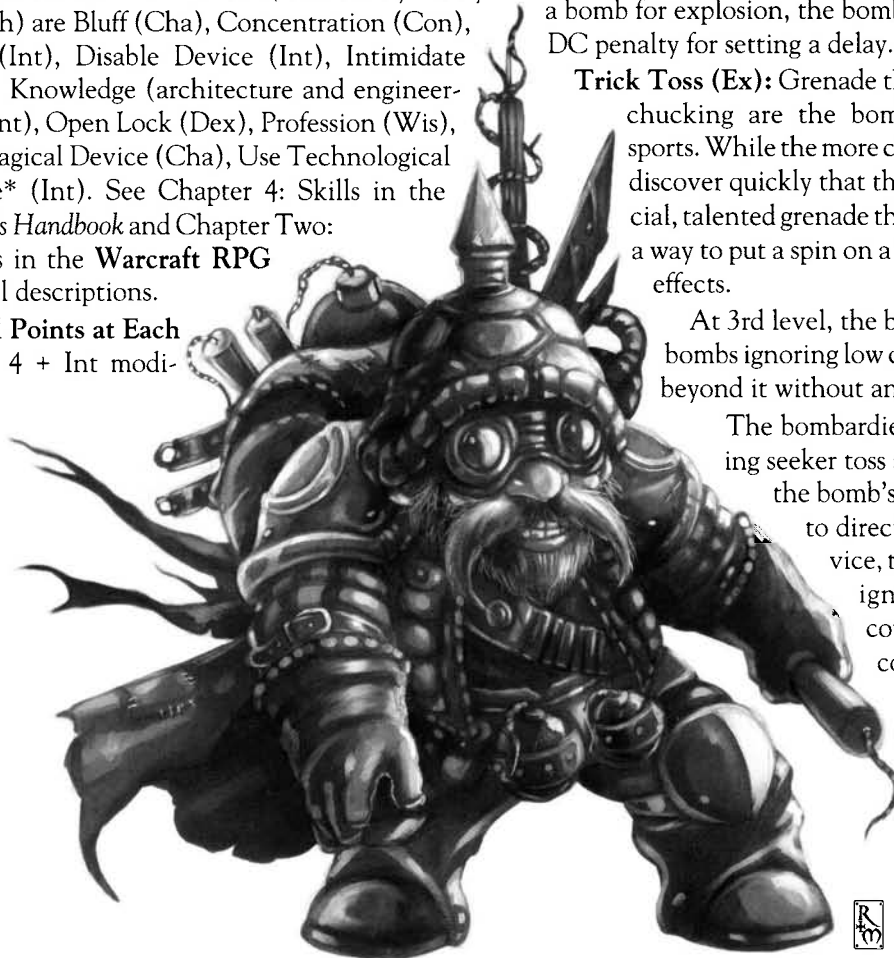 h) are Bluff (Cha), Concentration (Con),
(Int), Disable Device (Int), Intimidate
Knowledge (architecture and engineer-
nt), Open Lock (Dex), Profession (Wis),
agical Device (Cha), Use Technological
e* (Int). See Chapter 4: Skills in the
s Handbook and Chapter Two:
s in the Warcraft RPG
l descriptions.
Points at Each
4 + Int modi-
a bomb for explosion, the bomb
DC penalty for setting a delay.
Trick Toss (Ex): Grenade th
chucking are the bom
sports. While the more c
discover quickly that th
cial, talented grenade th
a way to put a spin on a
effects.
At 3rd level, the b
bombs ignoring low c
beyond it without an
The bombardie
ing seeker toss
the bomb's
to direc
vice, t
ign
co
co
RM